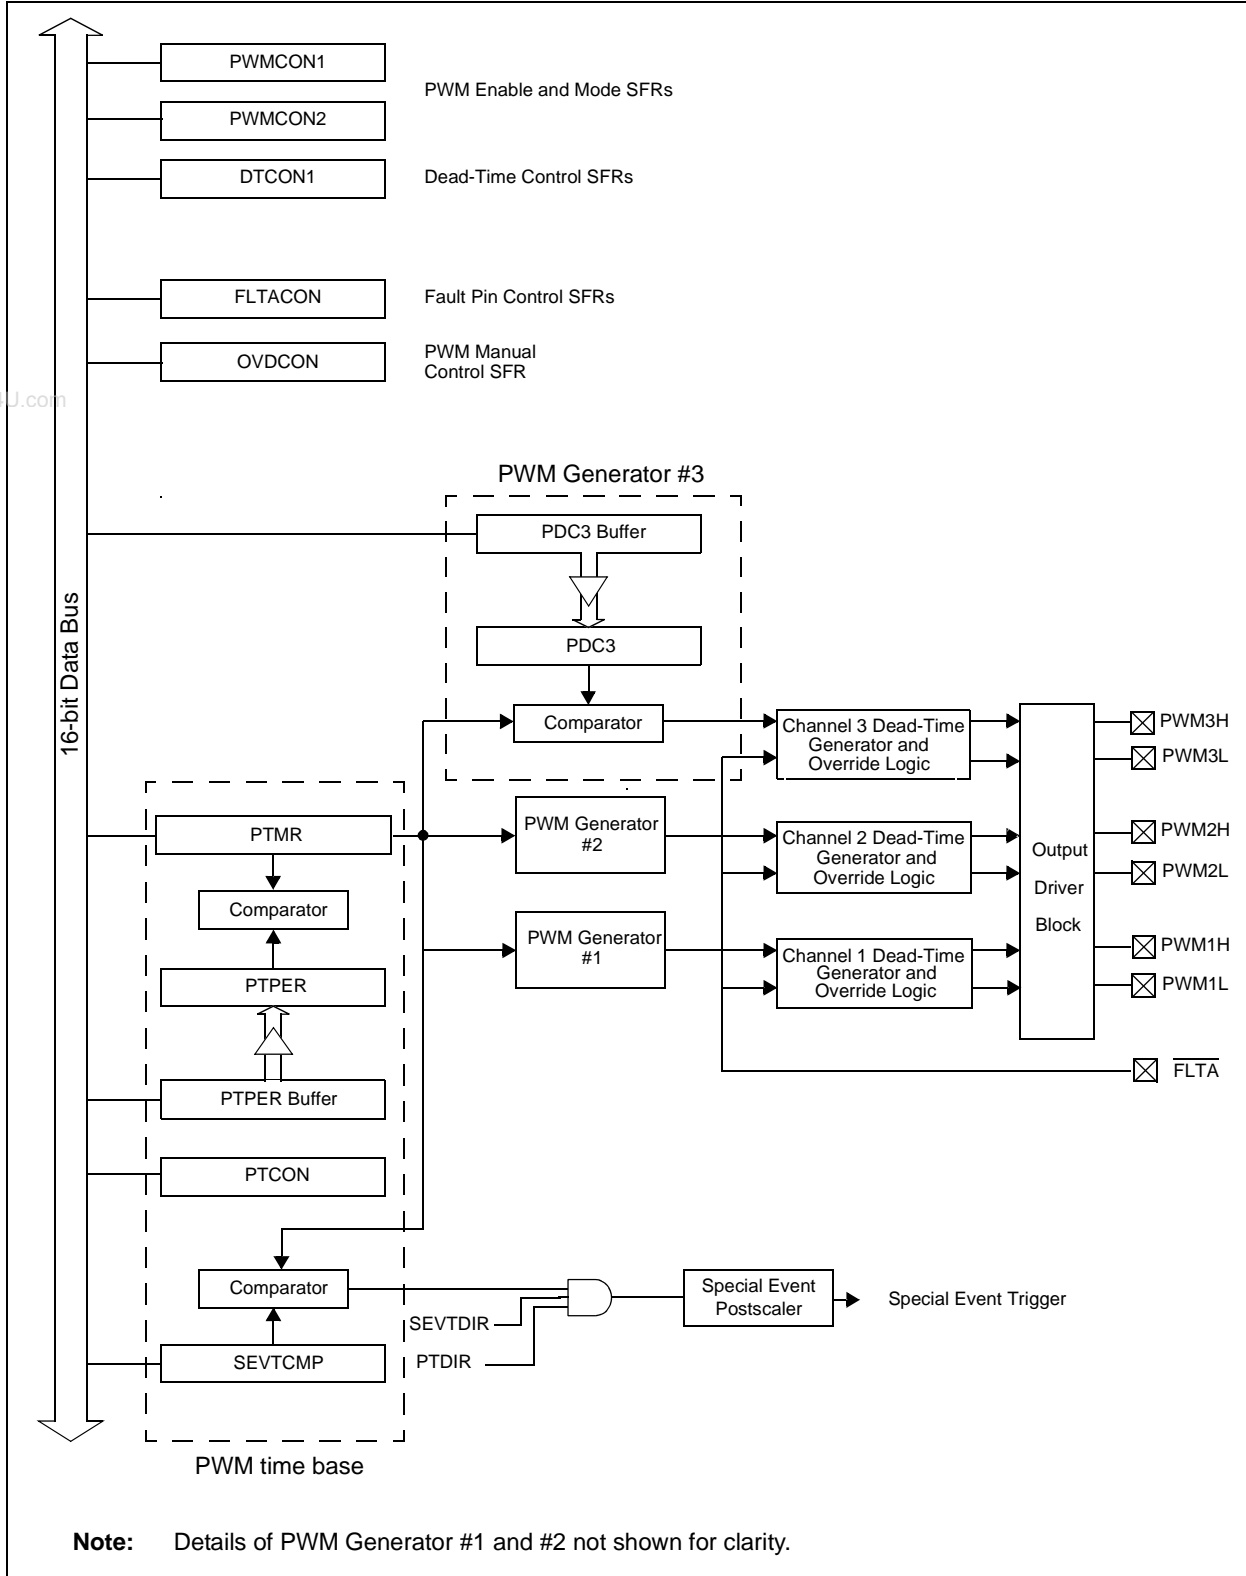 PWMCON1
PWM Enable and Mode SFRs
PWMCON2
DTCON1
Dead-Time Control SFRs
FLTACON
Fault Pin Control SFRs
OVDCON
PWM Manual
Control SFR
U.com
PWM Generator #3
PDC3 Buffer
16-bit Data Bus
PDC3
Comparator
Channel 3 Dead-Time
Generator and
Override Logic
PWM3H
PWM3L
PTMR
PWM Generator
#2
Channel 2 Dead-Time
Generator and
Override Logic
Output
Driver
Block
PWM2H
PWM2L
Comparator
PWM Generator
#1
Channel 1 Dead-Time
Generator and
Override Logic
PWM1H
PWM1L
PTPER
FLTA
PTPER Buffer
PTCON
Comparator
Special Event
Postscaler
Special Event Trigger
SEVTDIR
SEVTCMP
PTDIR
PWM time base
Note: Details of PWM Generator #1 and #2 not shown for clarity.